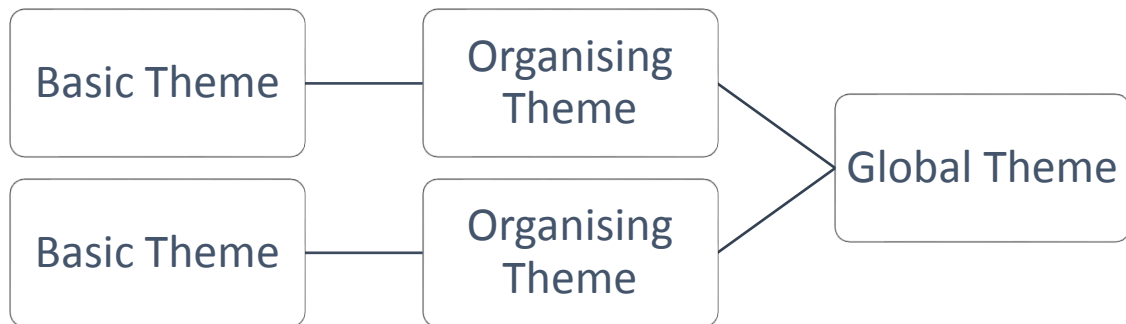 Basic Theme
Organising
Theme
Global Theme
Basic Theme
Organising
Theme